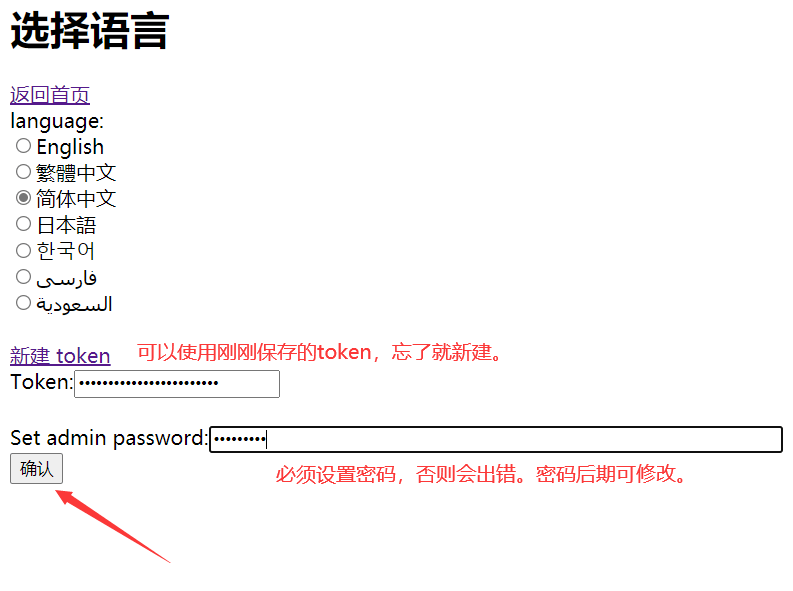 选择语言
返回首页
language:
English
繁體中文
简体中文
日本語
한국어
فارسی
السعودية
新建 token 可以使用刚刚保存的token，忘了就新建。
Token: ••••••••••••••••••••••••
Set admin password: •••••••••
确认
必须设置密码，否则会出错。密码后期可修改。